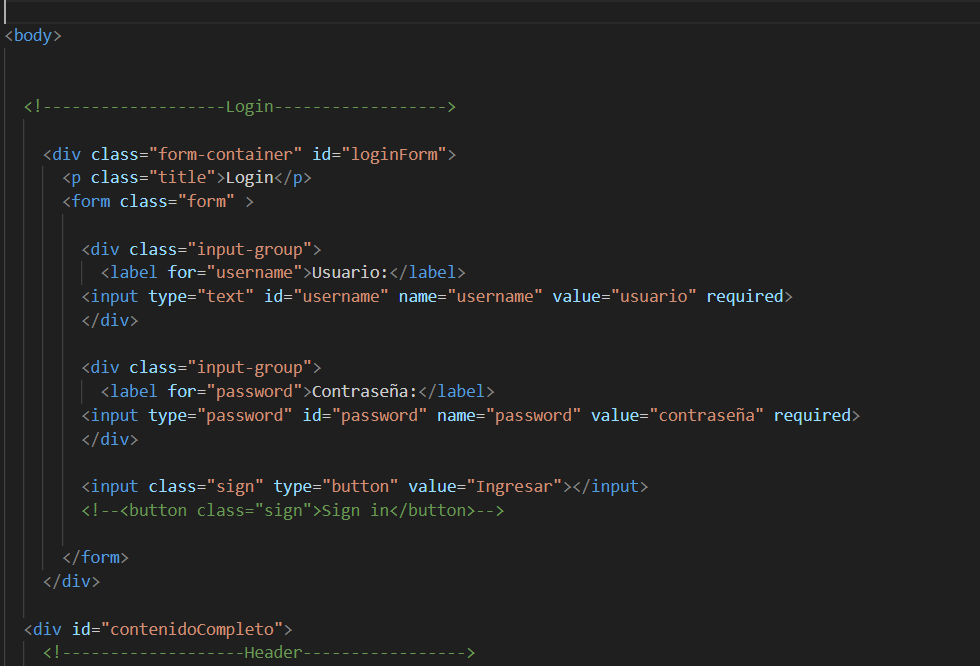 <body>
<!-------------------Login------------------>
<div class="form-container" id="loginForm">
<p class="title">Login</p>
<form class="form" >
<div class="input-group">
<label for="username">Usuario:</label>
<input type="text" id="username" name="username" value="usuario" required>
</div>
<div class="input-group">
<label for="password">Contraseña:</label>
<input type="password" id="password" name="password" value="contraseña" required>
</div>
<input class="sign" type="button" value="Ingresar"></input>
<!--<button class="sign">Sign in</button>-->
</form>
</div>
<div id="contenidoCompleto">
<!-------------------Header----------------->